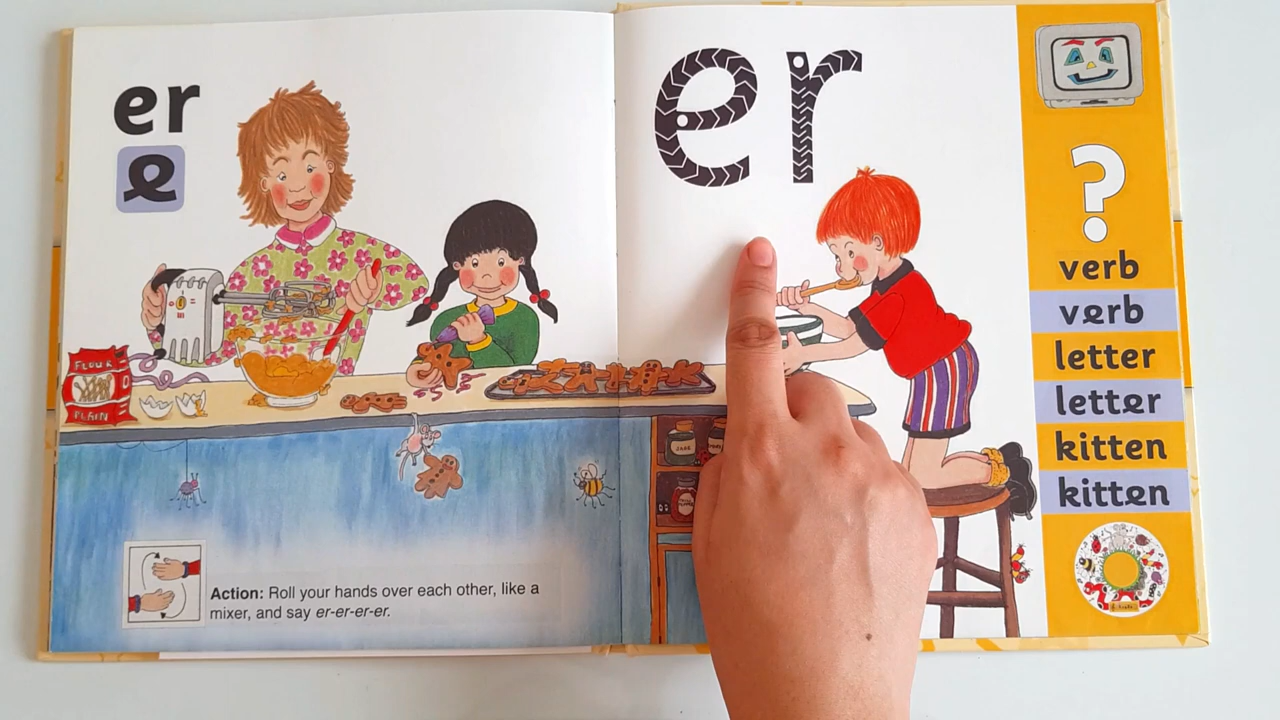 er
e
FLOUR
PLAIN
Action: Roll your hands over each other, like a
mixer, and say er-er-er-er.
er
?
verb
verb
letter
letter
kitten
kitten